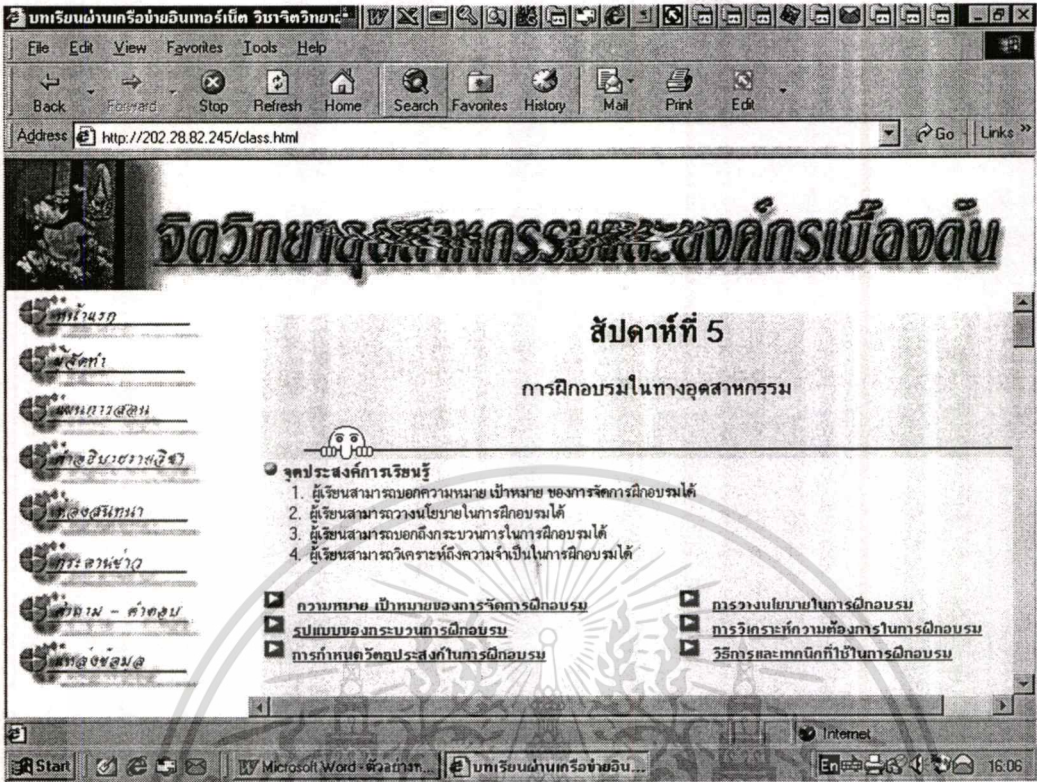 บทเรียนผ่านเครือข่ายอินเทอร์เน็ต วิชาจิตวิทยา
File Edit View Favorites Tools Help
Back Forward Stop Refresh Home Search Favorites History Mail Print Edit
Address http://202.28.82.245/class.html Go Links »
จิตวิทยาอุตสาหกรรมและองค์กรเบื้องต้น
หน้าแรก
ผู้จัดทำ
แผนการสอน
คำอธิบายรายวิชา
ห้องสนทนา
กระดานข่าว
คำถาม - คำตอบ
แหล่งข้อมูล
สัปดาห์ที่ 5
การฝึกอบรมในทางอุตสาหกรรม
จุดประสงค์การเรียนรู้
1. ผู้เรียนสามารถบอกความหมาย เป้าหมาย ของการจัดการฝึกอบรมได้
2. ผู้เรียนสามารถวางนโยบายในการฝึกอบรมได้
3. ผู้เรียนสามารถบอกถึงกระบวนการในการฝึกอบรมได้
4. ผู้เรียนสามารถวิเคราะห์ถึงความจำเป็นในการฝึกอบรมได้
ความหมาย เป้าหมายของการจัดการฝึกอบรม
การวางนโยบายในการฝึกอบรม
รูปแบบของกระบวนการฝึกอบรม
การวิเคราะห์ความต้องการในการฝึกอบรม
การกำหนดวัตถุประสงค์ในการฝึกอบรม
วิธีการและเทคนิกที่ใช้ในการฝึกอบรม
Internet
Start Microsoft Word - ตัวอย่างห... บทเรียนผ่านเครือข่ายอิน... En 16:06